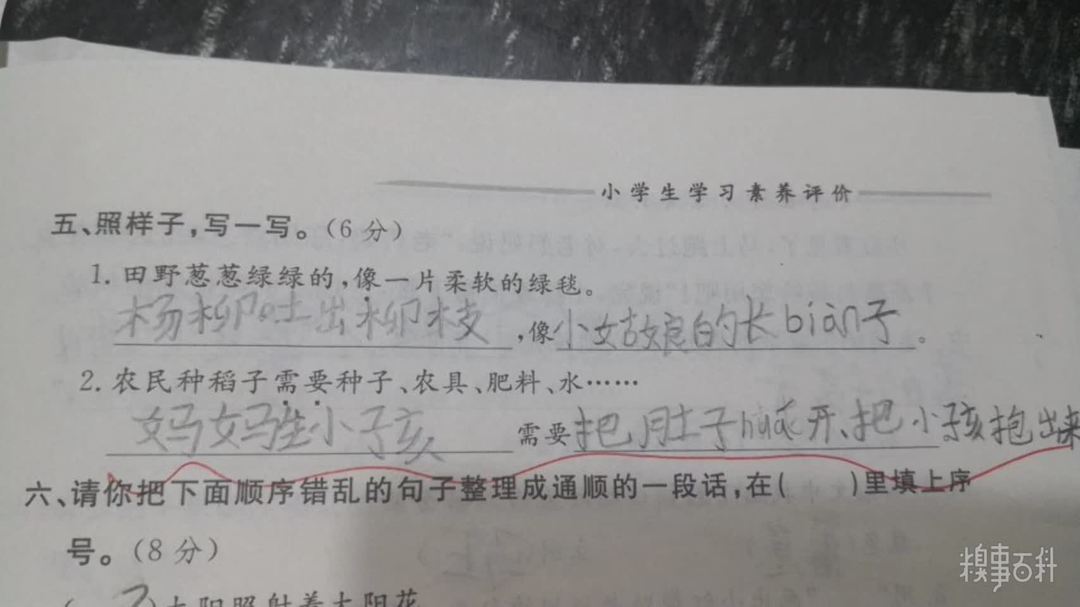 小学生学习素养评价
五、照样子,写一写。(6分)
1.田野葱葱绿绿的,像一片柔软的绿毯。
杨柳吐出柳枝,像小姑娘的长biàn子。
2.农民种稻子需要种子、农具、肥料、水……
妈妈生小孩需要把肚子huá开、把小孩抱出来
六、请你把下面顺序错乱的句子整理成通顺的一段话,在( )里填上序
号。(8分)
太阳照射着太阳花
糗事百科